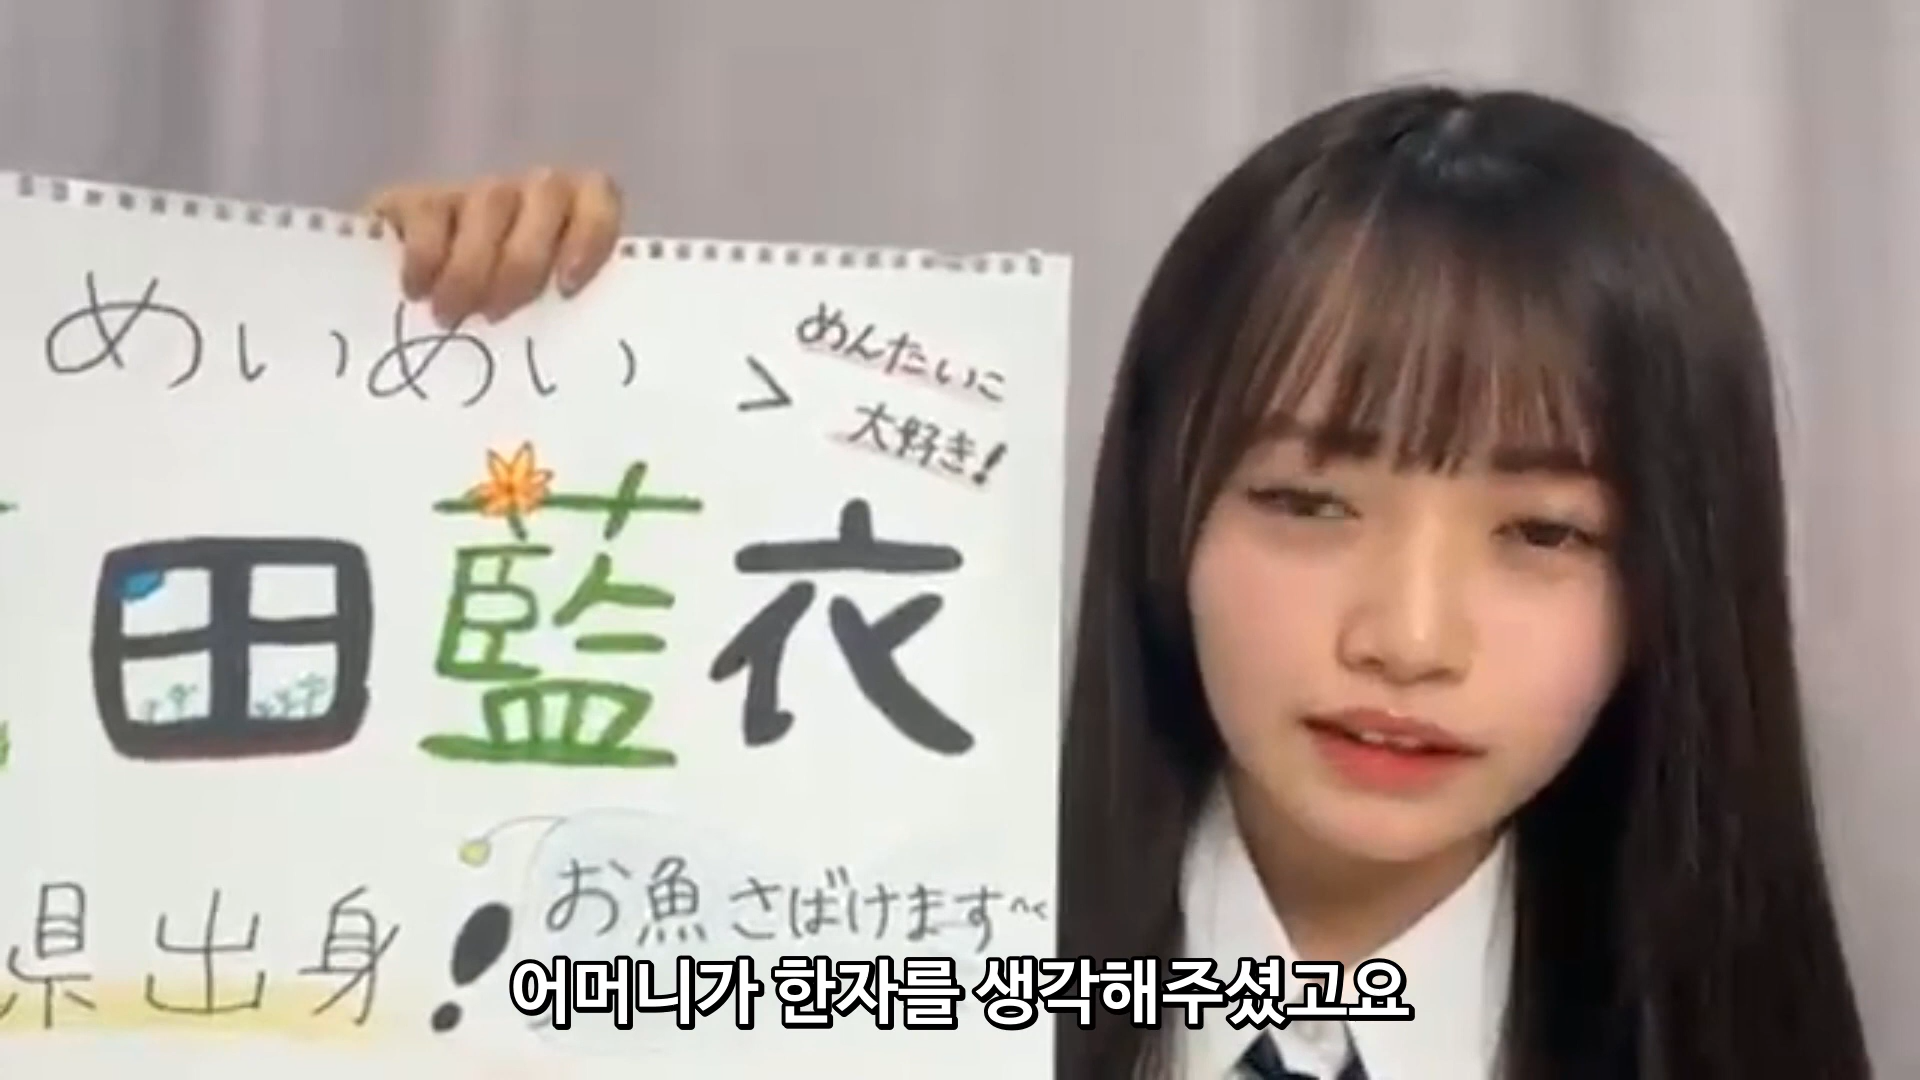 めいめい > めんたいこ
大好き!
田藍衣
県出身!
お魚さばけます〜
어머니가 한자를 생각해주셨고요